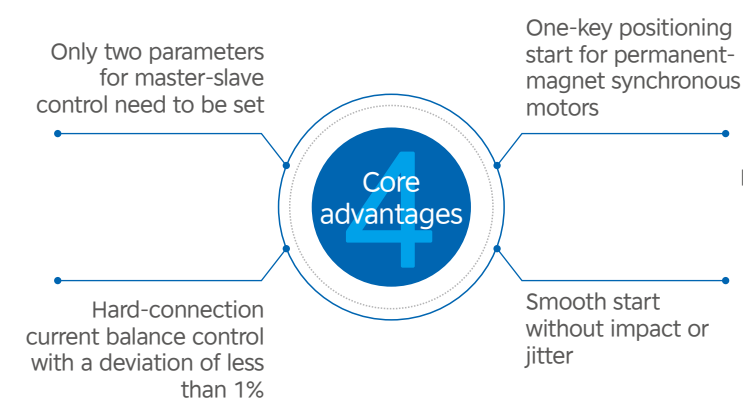 Only two parameters
for master-slave
control need to be set
One-key positioning
start for permanent-
magnet synchronous
motors
4
Core
advantages
Hard-connection
current balance control
with a deviation of less
than 1%
Smooth start
without impact or
jitter